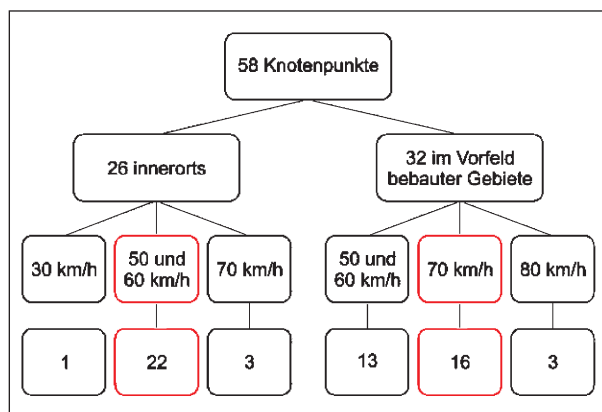 58 Knotenpunkte
26 innerorts
32 im Vorfeld
bebauter Gebiete
30 km/h
50 und
60 km/h
70 km/h
50 und
60 km/h
70 km/h
80 km/h
1
22
3
13
16
3